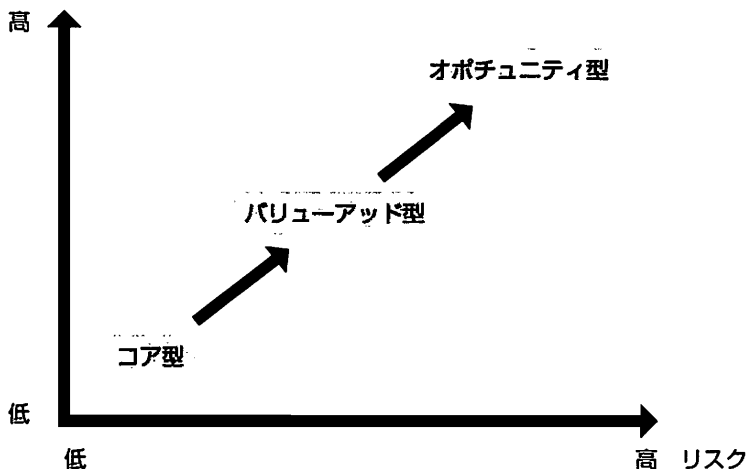 高
オポチュニティ型
バリューアッド型
コア型
低
低
高 リスク